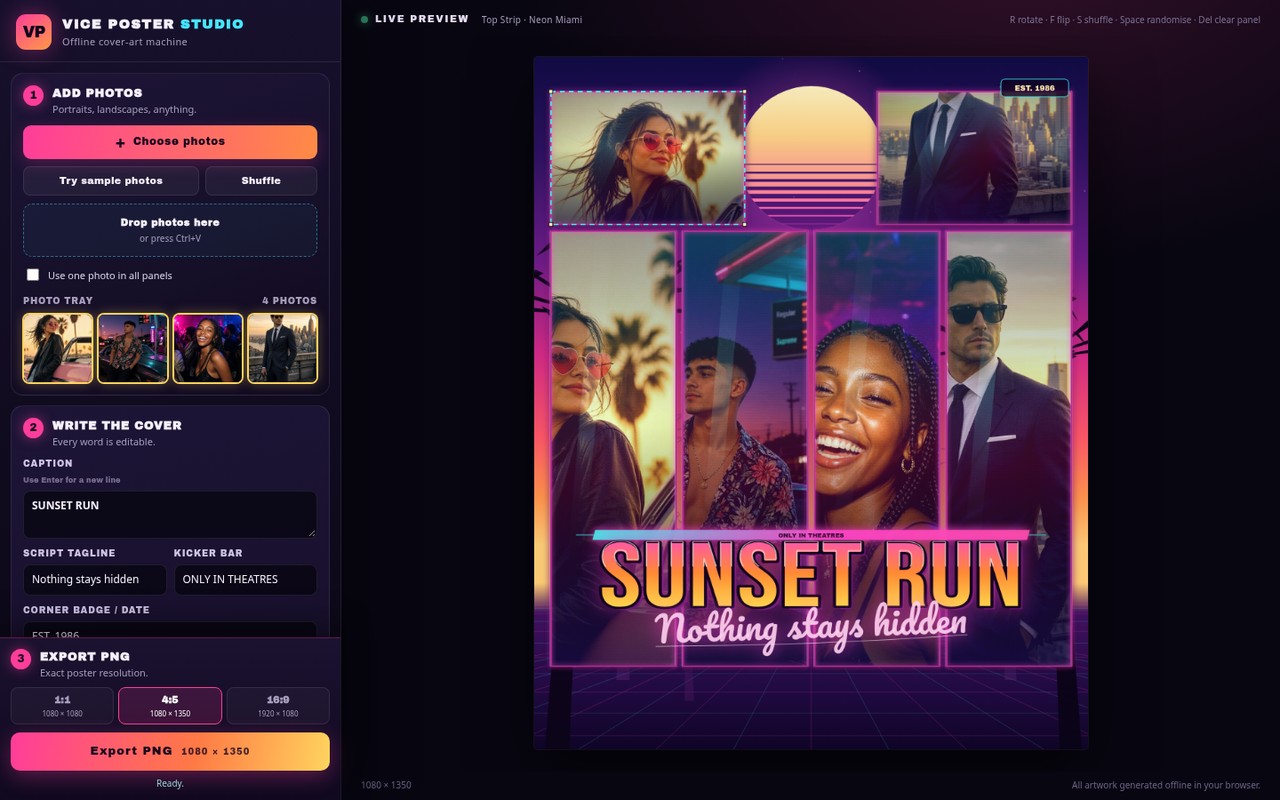 VP
VICE POSTER STUDIO
Offline cover-art machine
1 ADD PHOTOS
Portraits, landscapes, anything.
+ Choose photos
Try sample photos
Shuffle
Drop photos here
or press Ctrl+V
Use one photo in all panels
PHOTO TRAY
4 PHOTOS
2 WRITE THE COVER
Every word is editable.
CAPTION
Use Enter for a new line
SUNSET RUN
SCRIPT TAGLINE
KICKER BAR
Nothing stays hidden
ONLY IN THEATRES
CORNER BADGE / DATE
EST. 1986
3 EXPORT PNG
Exact poster resolution.
1:1
1080 × 1080
4:5
1080 × 1350
16:9
1920 × 1080
Export PNG 1080 × 1350
Ready.
LIVE PREVIEW Top Strip · Neon Miami
R rotate · F flip · S shuffle · Space randomise · Del clear panel
EST. 1986
Regular
Supreme
ONLY IN THEATRES
SUNSET RUN
Nothing stays hidden
1080 × 1350
All artwork generated offline in your browser.